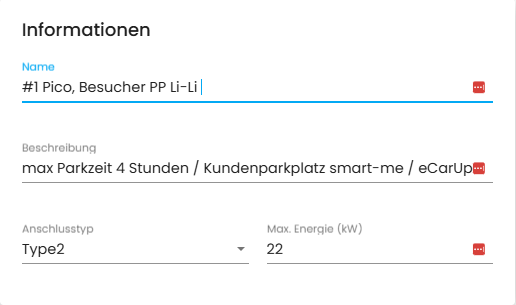 Informationen
Name
#1 Pico, Besucher PP Li-Li
Beschreibung
max Parkzeit 4 Stunden / Kundenparkplatz smart-me / eCarUp
Anschlusstyp
Max. Energie (kW)
Type2
22